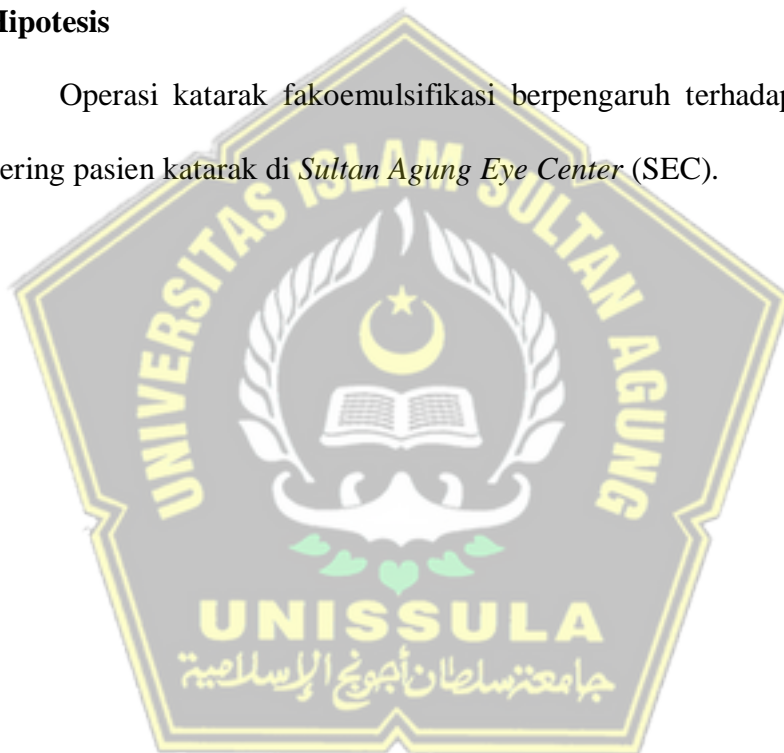 Hipotesis
Operasi katarak fakoemulsifikasi berpengaruh terhadap
ering pasien katarak di Sultan Agung Eye Center (SEC).
UNIVERSITAS ISLAM SULTAN AGUNG
UNISSULA
جامعة سلطان أجونج الإسلامية